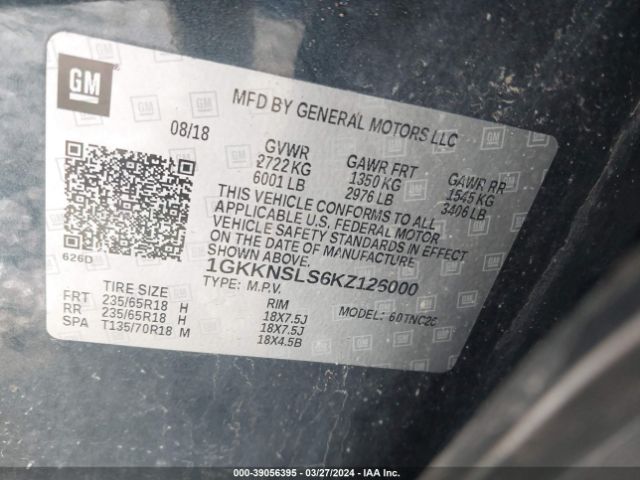 GM
MFD BY GENERAL MOTORS LLC
08/18
GVWR GAWR FRT GAWR RR
2722 KG 1350 KG 1545 KG
6001 LB 2976 LB 3406 LB
THIS VEHICLE CONFORMS TO ALL
APPLICABLE U.S. FEDERAL MOTOR
VEHICLE SAFETY STANDARDS IN EFFECT
ON THE DATE OF MANUFACTURE
SHOWN ABOVE.
626D
1GKKNSLS6KZ126000
TYPE: M.P.V.
TIRE SIZE RIM MODEL:
FRT 235/65R18 H 18X7.5J
RR 235/65R18 H 18X7.5J
SPA T135/70R18 M 18X4.5B
000-39056395 | 03/27/2024 | IAA Inc.